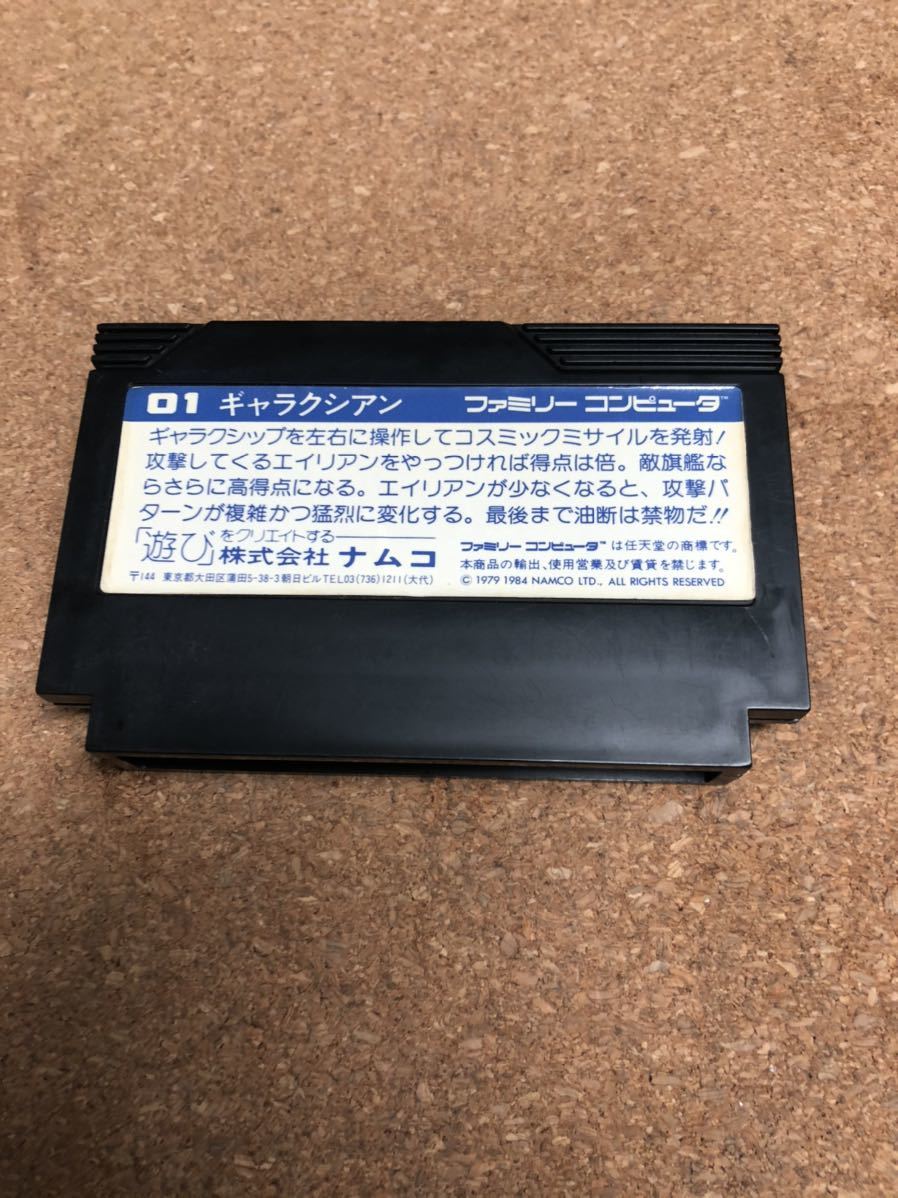 01 ギャラクシアン ファミリー コンピュータ™
ギャラクシップを左右に操作してコスミックミサイルを発射!
攻撃してくるエイリアンをやっつければ得点は倍。敵旗艦な
らさらに高得点になる。エイリアンが少なくなると、攻撃パ
ターンが複雑かつ猛烈に変化する。最後まで油断は禁物だ!!
「遊び」をクリエイトする
株式会社 ナムコ
〒144 東京都大田区蒲田5-38-3朝日ビルTEL03(736)1211(大代)
ファミリー コンピュータ™ は任天堂の商標です。
本商品の輸出、使用営業及び賃貸を禁じます。
© 1979 1984 NAMCO LTD., ALL RIGHTS RESERVED